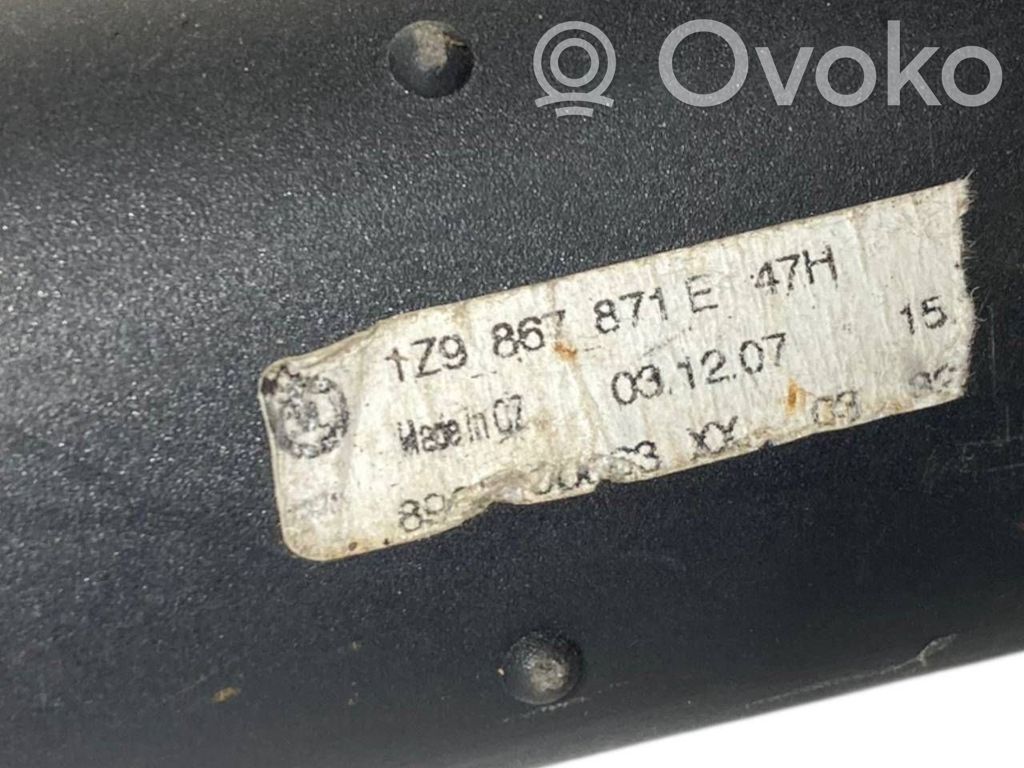 Ovoko
1Z9 867 871 E 47H
Made in CZ 03.12.07 15